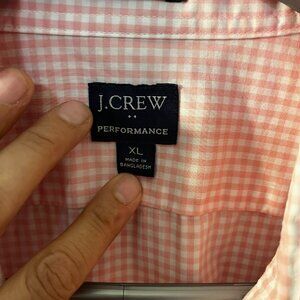 J.CREW
PERFORMANCE
XL
MADE IN
BANGLADESH